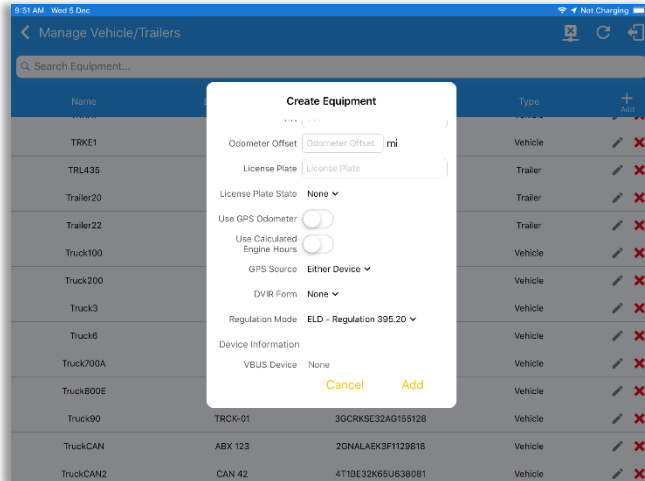 9:51 AM Wed 5 Dec Not Charging
Manage Vehicle/Trailers
Search Equipment...
Name
Type
Add
Create Equipment
Vehicle
TRKE1 Vehicle
Odometer Offset Odometer Offset mi
TRL435 Trailer
License Plate License Plate
Trailer20 Trailer
License Plate State None
Trailer22 Trailer
Use GPS Odometer
Use Calculated
Engine Hours
Truck100 Vehicle
GPS Source Either Device
Truck200 Vehicle
DVIR Form None
Truck3 Vehicle
Regulation Mode ELD - Regulation 395.20
Truck6 Vehicle
Device Information
Truck700A Vehicle
VBUS Device None
Cancel Add
Truck800E Vehicle
Truck90 TRCK-01 3GCRKSE32AG155128 Vehicle
TruckCAN ABX 123 2GNALAEK3F1129818 Vehicle
TruckCAN2 CAN 42 4T1BE32K65U638081 Vehicle